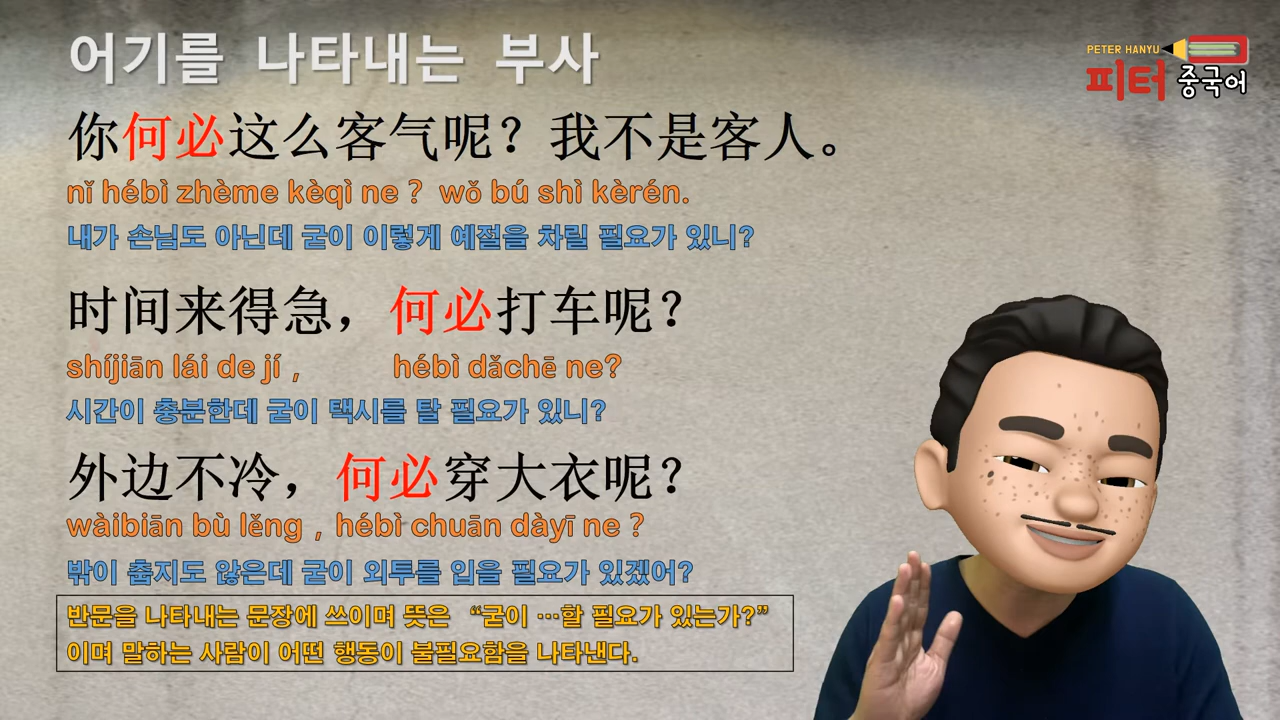 어기를 나타내는 부사
PETER HANYU
피터 중국어
你何必这么客气呢？我不是客人。
nǐ hébì zhème kèqì ne？wǒ bú shì kèrén.
내가 손님도 아닌데 굳이 이렇게 예절을 차릴 필요가 있니?
时间来得急，何必打车呢？
shíjiān lái de jí , hébì dǎchē ne?
시간이 충분한데 굳이 택시를 탈 필요가 있니?
外边不冷，何必穿大衣呢？
wàibiān bù lěng , hébì chuān dàyī ne ?
밖이 춥지도 않은데 굳이 외투를 입을 필요가 있겠어?
반문을 나타내는 문장에 쓰이며 뜻은 “굳이 …할 필요가 있는가?”
이며 말하는 사람이 어떤 행동이 불필요함을 나타낸다.